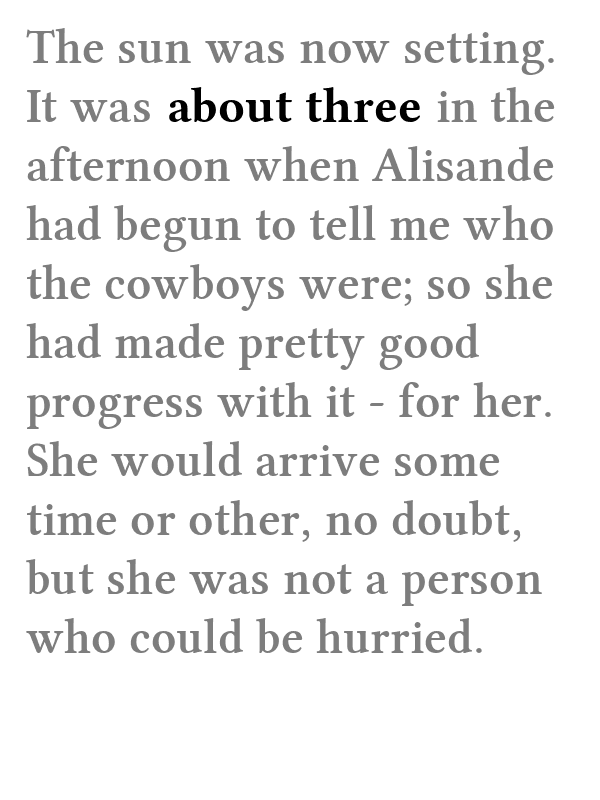 The sun was now setting.
It was about three in the
afternoon when Alisande
had begun to tell me who
the cowboys were; so she
had made pretty good
progress with it - for her.
She would arrive some
time or other, no doubt,
but she was not a person
who could be hurried.